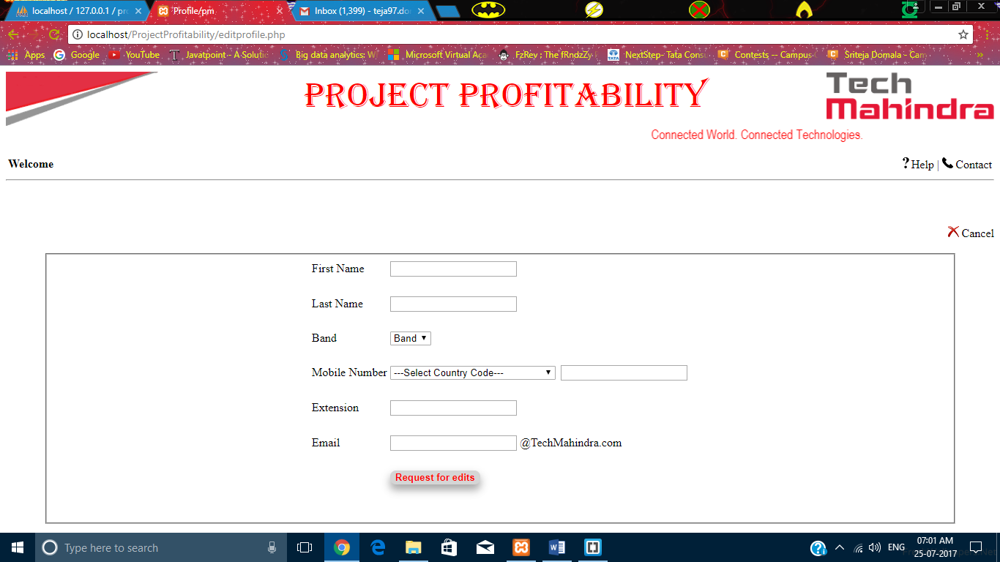 localhost / 127.0.0.1 / pro
Profile/pm
Inbox (1,399) - teja97.do
localhost/ProjectProfitability/editprofile.php
Apps Google YouTube Javatpoint - A Soluti Big data analytics: W Microsoft Virtual Aca FzRev ; The fRndzZy NextStep- Tata Consu Contests -- Campus Sriteja Domala - Cam
PROJECT PROFITABILITY
Tech
Mahindra
Connected World. Connected Technologies.
Welcome
? Help | Contact
Cancel
First Name
Last Name
Band Band
Mobile Number ---Select Country Code---
Extension
Email @TechMahindra.com
Request for edits
Type here to search
ENG
07:01 AM
25-07-2017